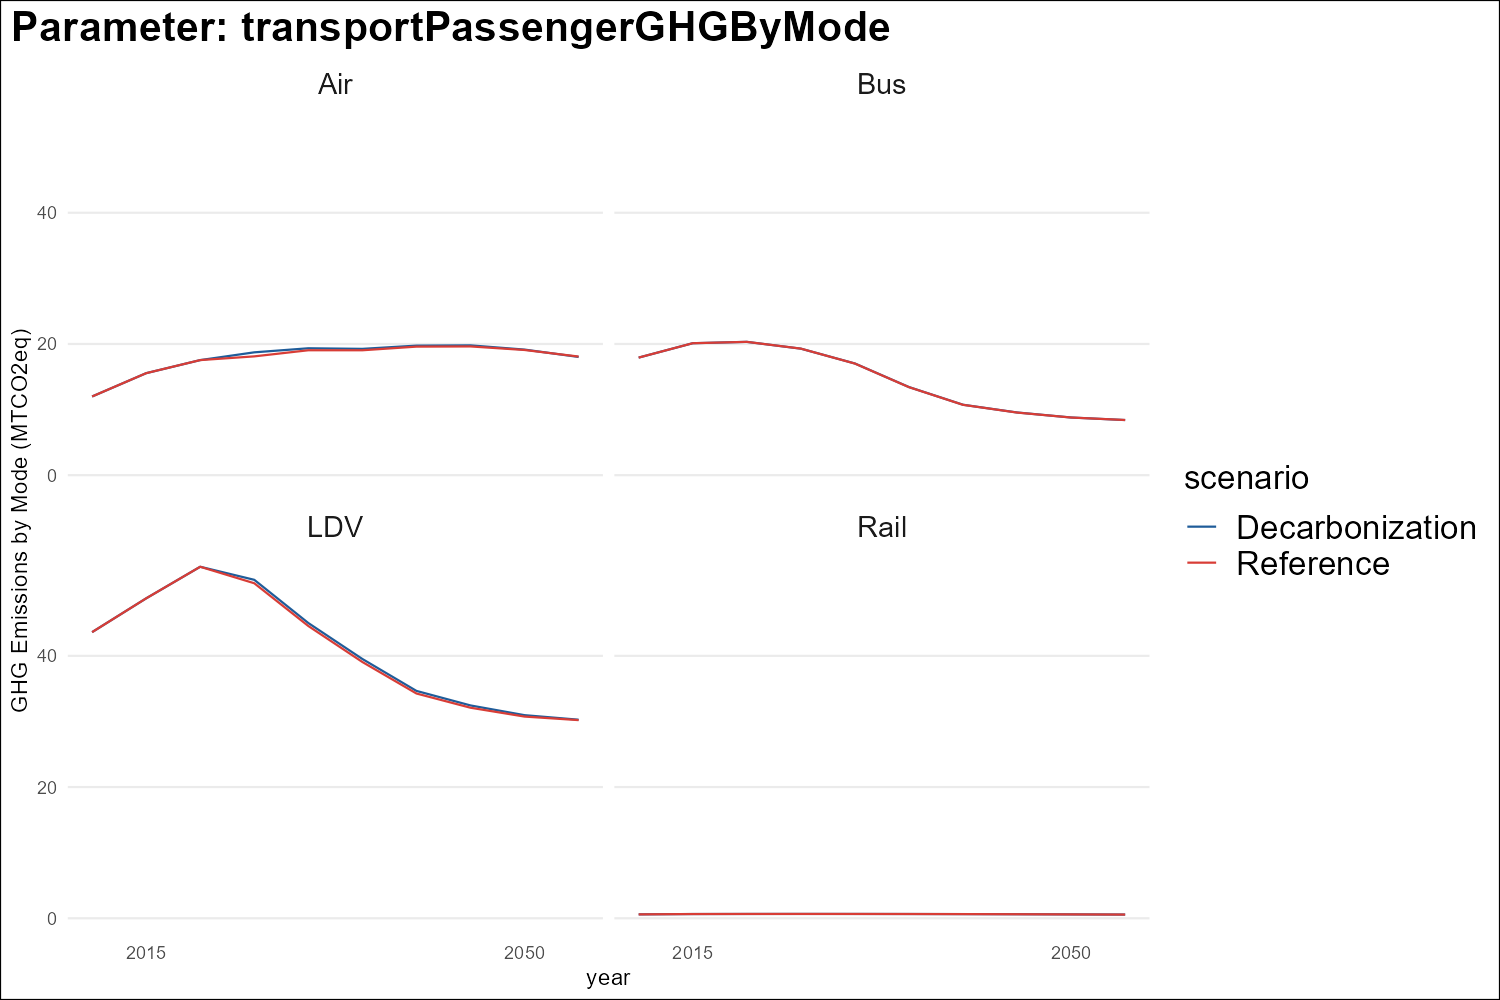 Parameter: transportPassengerGHGByMode
Air
Bus
40
20
0
GHG Emissions by Mode (MTCO2eq)
LDV
Rail
40
20
0
2015
2050
2015
2050
year
scenario
Decarbonization
Reference